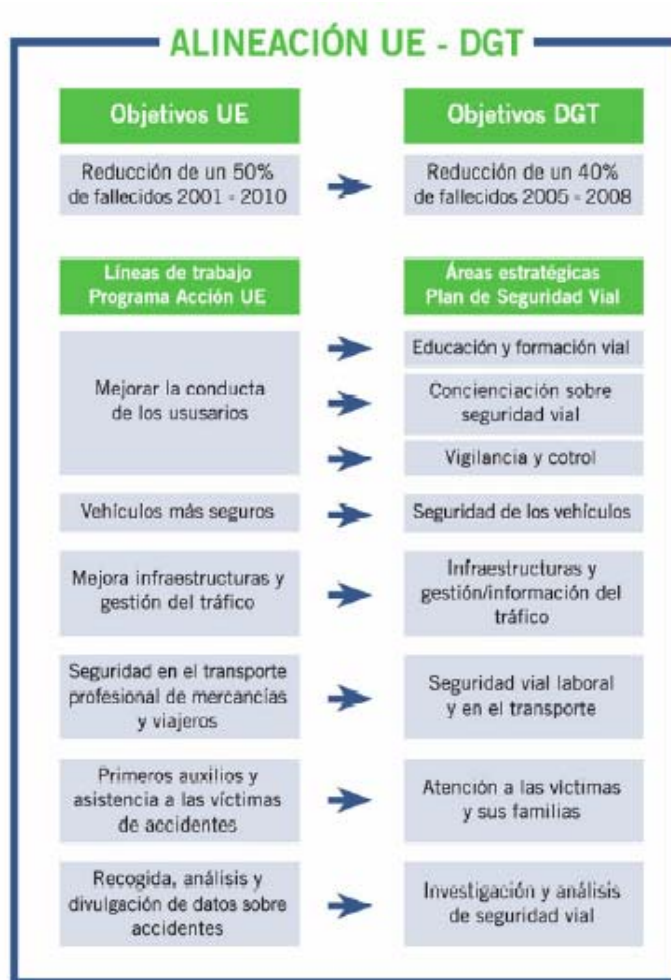 ALINEACIÓN UE - DGT
Objetivos UE
Objetivos DGT
Reducción de un 50%
de fallecidos 2001 - 2010
Reducción de un 40%
de fallecidos 2005 - 2008
Líneas de trabajo
Programa Acción UE
Áreas estratégicas
Plan de Seguridad Vial
Mejorar la conducta
de los ususarios
Educación y formación vial
Concienciación sobre
seguridad vial
Vigilancia y cotrol
Vehículos más seguros
Seguridad de los vehículos
Mejora infraestructuras y
gestión del tráfico
Infraestructuras y
gestión/información del
tráfico
Seguridad en el transporte
profesional de mercancías
y viajeros
Seguridad vial laboral
y en el transporte
Primeros auxilios y
asistencia a las víctimas
de accidentes
Atención a las víctimas
y sus familias
Recogida, análisis y
divulgación de datos sobre
accidentes
Investigación y análisis
de seguridad vial